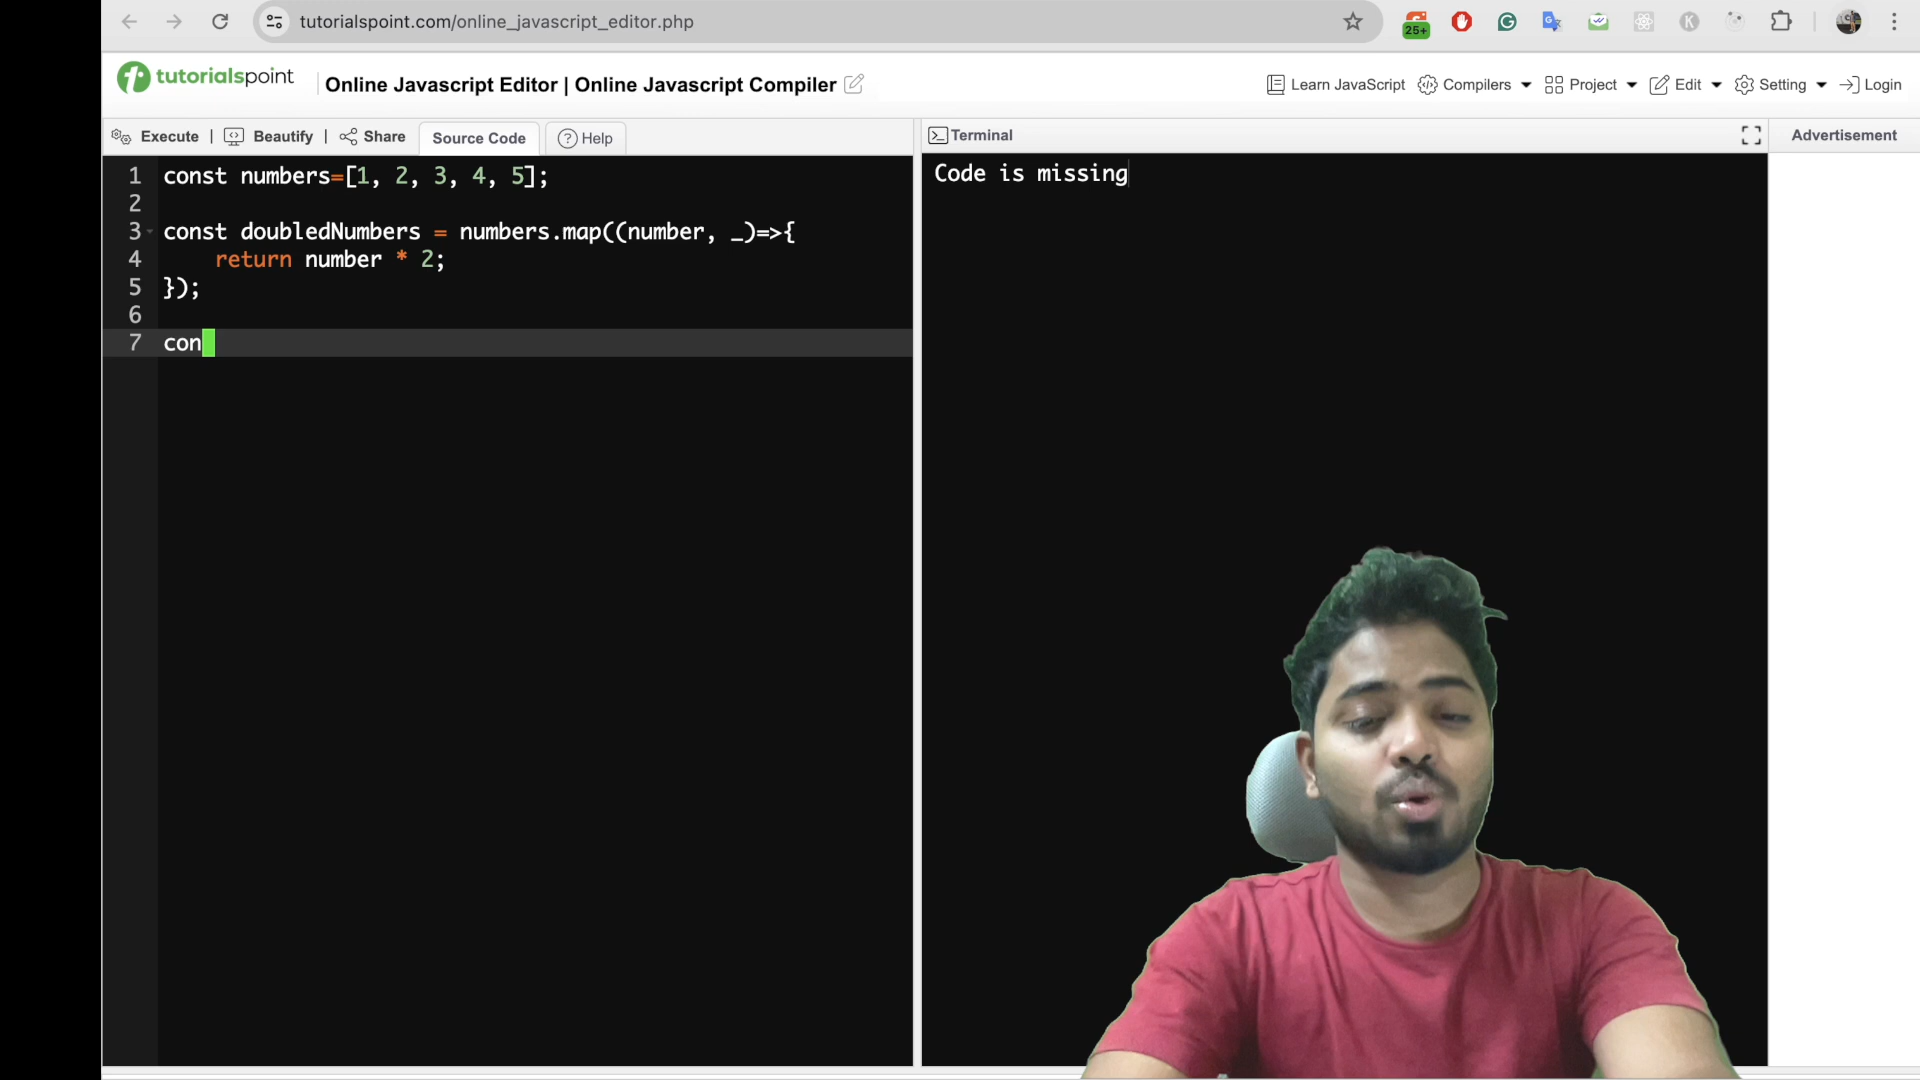 tutorialspoint.com/online_javascript_editor.php
25+
K
tutorialspoint
Online Javascript Editor | Online Javascript Compiler
Learn JavaScript
Compilers
Project
Edit
Setting
Login
Execute | Beautify | Share
Source Code
Help
Terminal
Advertisement
1 const numbers=[1, 2, 3, 4, 5];
2
3 const doubledNumbers = numbers.map((number, _)=>{
4 return number * 2;
5 });
6
7 con
Code is missing